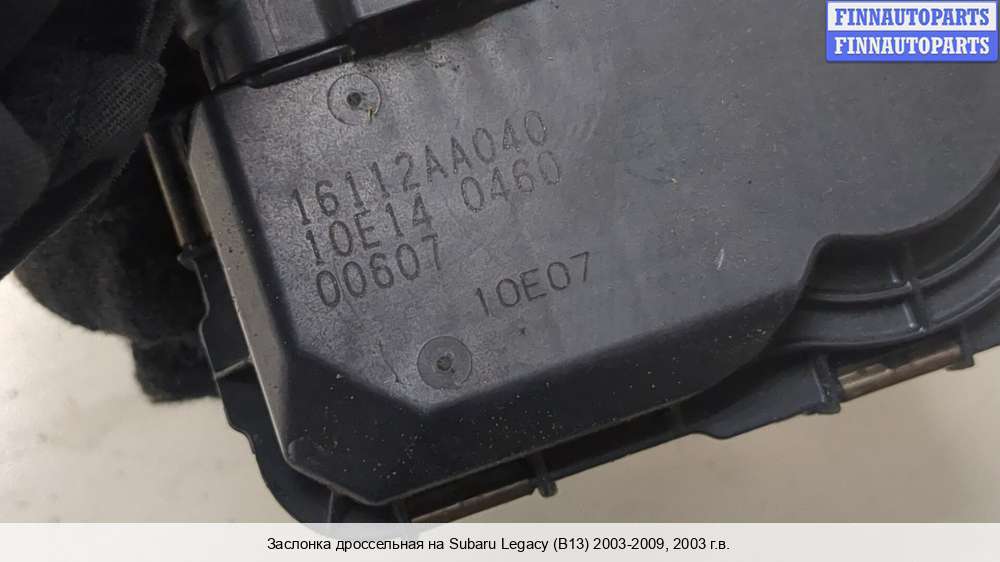 FINNAUTOPARTS
FINNAUTOPARTS
16112AA040
10E14 0460
00607
10E07
Заслонка дроссельная на Subaru Legacy (B13) 2003-2009, 2003 г.в.